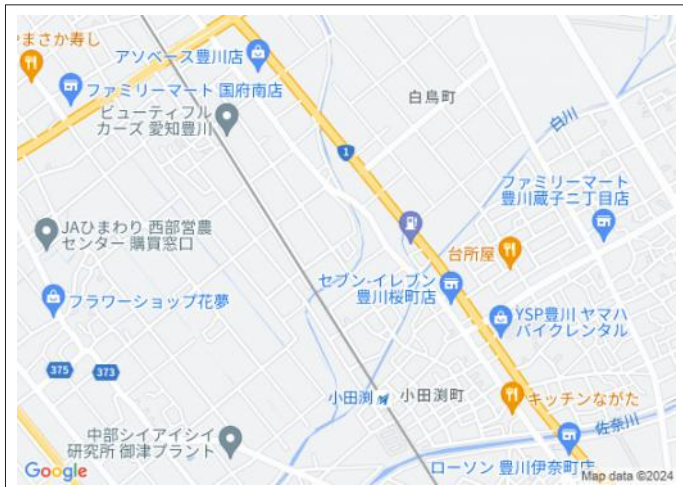 やまさか寿し
アソベース豊川店
ファミリーマート 国府南店
ビューティフル
カーズ 愛知豊川
白鳥町
白川
1
ファミリーマート
豊川蔵子二丁目店
JAひまわり 西部営農
センター 購買窓口
台所屋
セブン-イレブン
豊川桜町店
フラワーショップ花夢
YSP豊川 ヤマハ
バイクレンタル
375
373
小田渕
小田渕町
キッチンながた
佐奈川
中部シイアイシイ
研究所 御津プラント
ローソン 豊川伊奈町店
Google
Map data ©2024